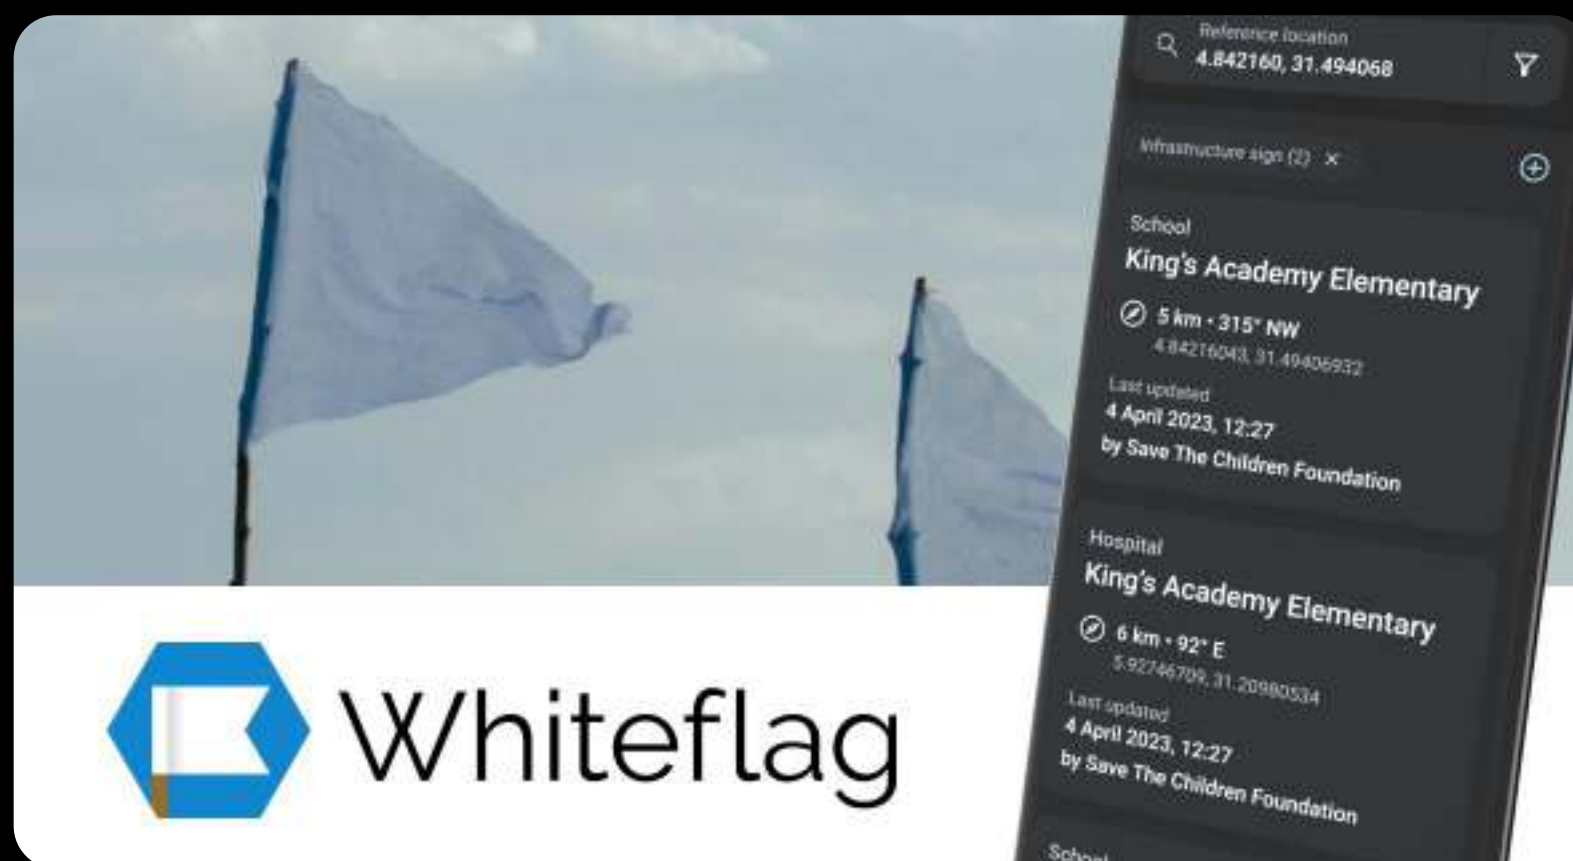 Reference location
4.842160, 31.494068
Infrastructure sign (2) ×
School
King's Academy Elementary
5 km • 315° NW
4.84216043, 31.49406932
Last updated
4 April 2023, 12:27
by Save The Children Foundation
Hospital
King's Academy Elementary
6 km • 92° E
5.92746709, 31.20980534
Last updated
4 April 2023, 12:27
by Save The Children Foundation
School
Whiteflag